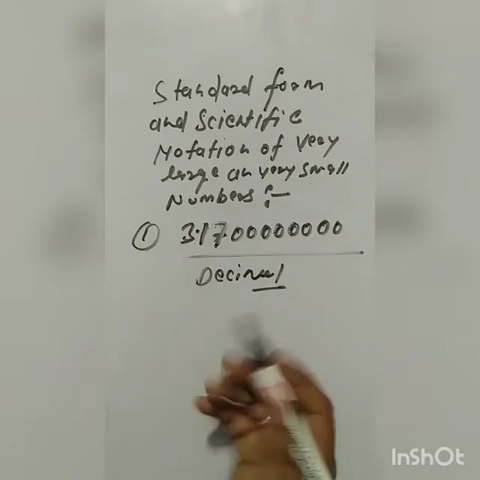 Standard form
and Scientific
Notation of Very
large an very small
Numbers :-
① 3.1700000000
Decimal
InShOt